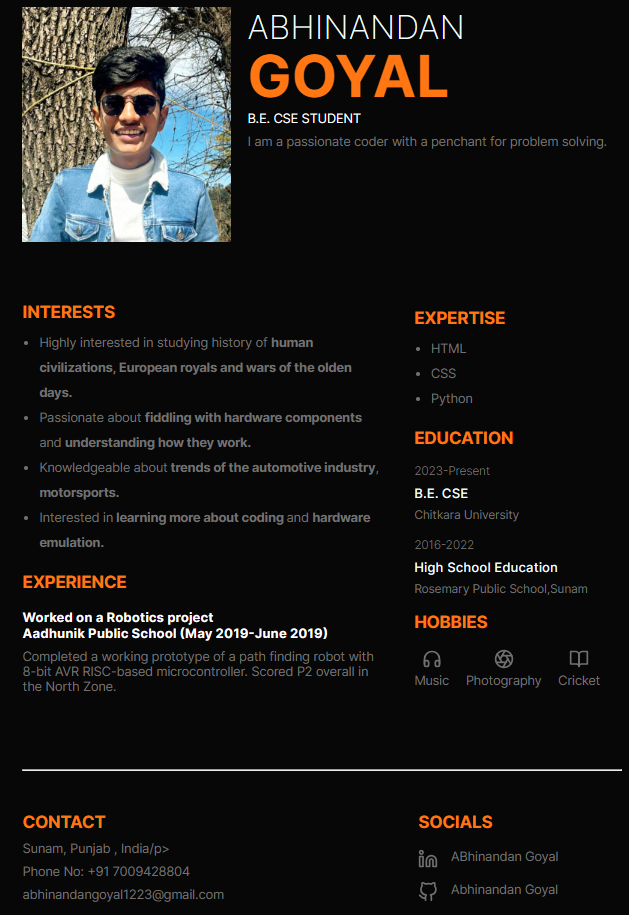 ABHINANDAN
GOYAL
B.E. CSE STUDENT
I am a passionate coder with a penchant for problem solving.
INTERESTS
Highly interested in studying history of human
civilizations, European royals and wars of the olden
days.
Passionate about fiddling with hardware components
and understanding how they work.
Knowledgeable about trends of the automotive industry,
motorsports.
Interested in learning more about coding and hardware
emulation.
EXPERIENCE
Worked on a Robotics project
Aadhunik Public School (May 2019-June 2019)
Completed a working prototype of a path finding robot with
8-bit AVR RISC-based microcontroller. Scored P2 overall in
the North Zone.
EXPERTISE
HTML
CSS
Python
EDUCATION
2023-Present
B.E. CSE
Chitkara University
2016-2022
High School Education
Rosemary Public School,Sunam
HOBBIES
Music Photography Cricket
CONTACT
Sunam, Punjab , India/p>
Phone No: +91 7009428804
abhinandangoyal1223@gmail.com
SOCIALS
ABhinandan Goyal
Abhinandan Goyal